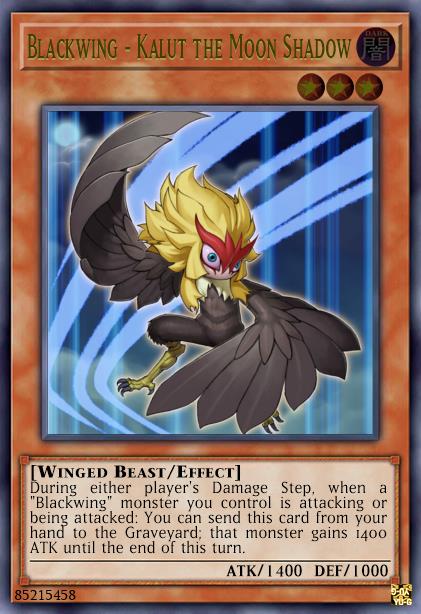 Blackwing - Kalut the Moon Shadow
DARK
闇
[Winged Beast/Effect]
During either player's Damage Step, when a
"Blackwing" monster you control is attacking or
being attacked: You can send this card from your
hand to the Graveyard; that monster gains 1400
ATK until the end of this turn.
ATK/1400 DEF/1000
85215458